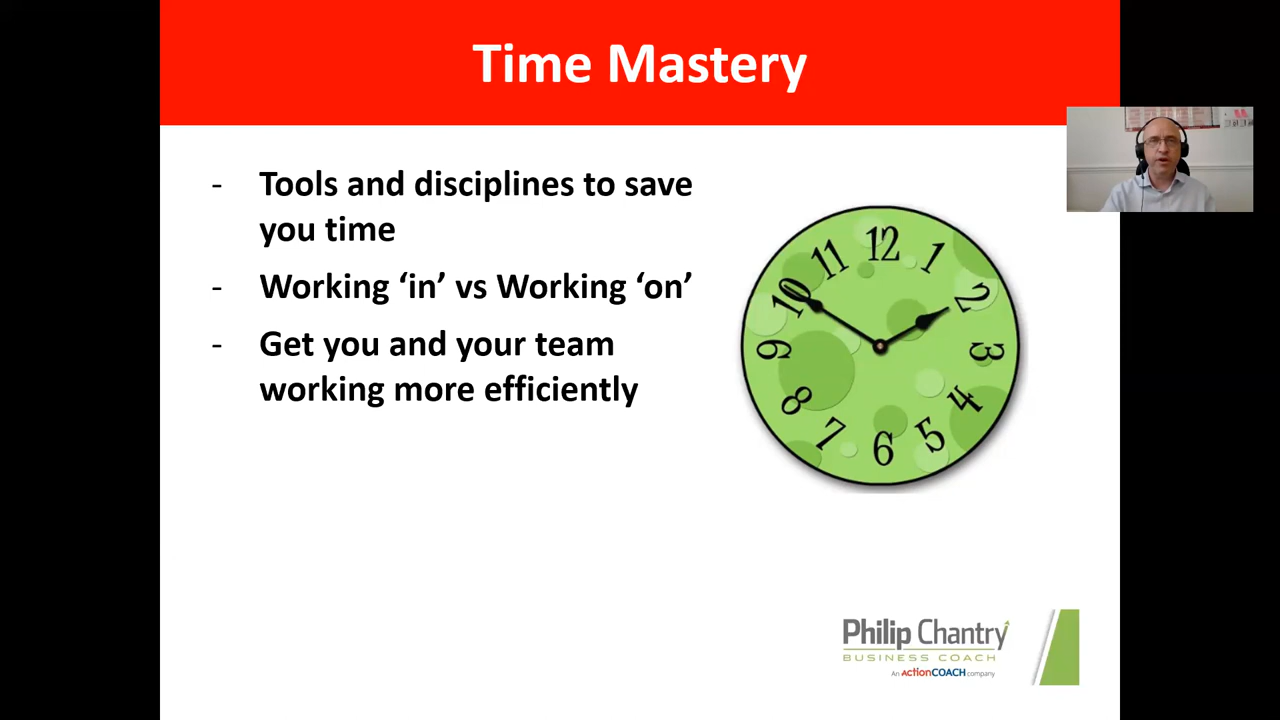 Time Mastery
- Tools and disciplines to save
you time
- Working ‘in’ vs Working ‘on’
- Get you and your team
working more efficiently
12
1
2
3
4
5
6
7
8
9
10
11
Philip Chantry
BUSINESS COACH
An ActionCOACH company